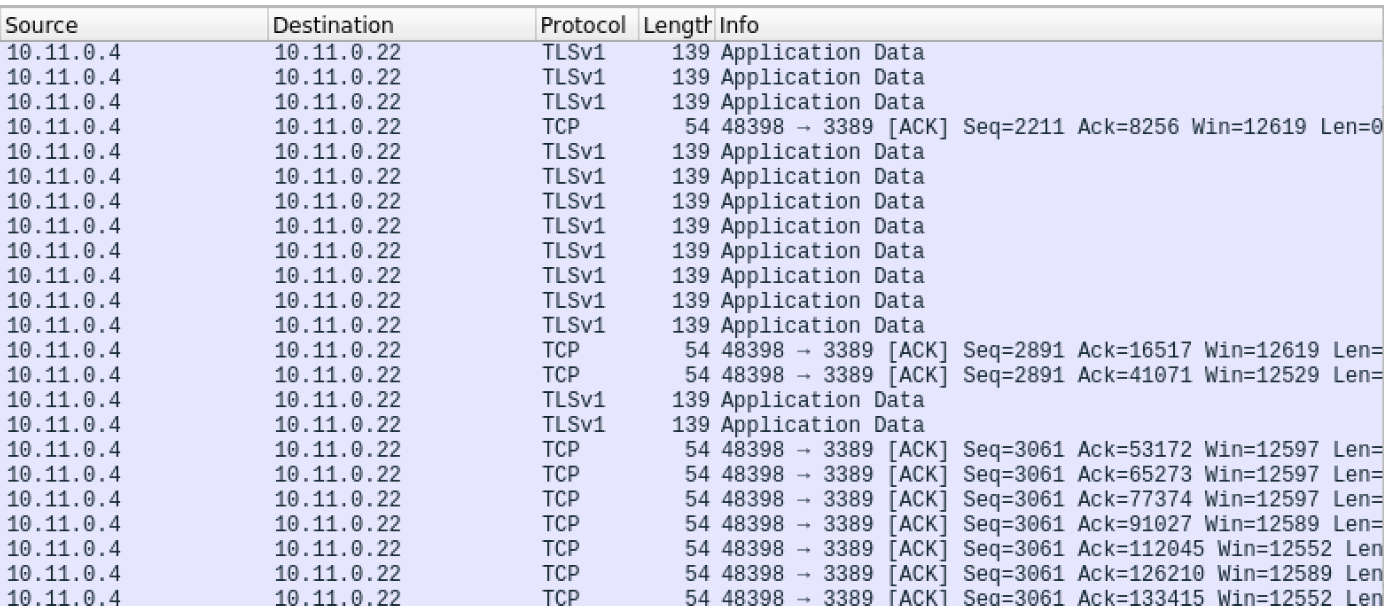 Source Destination Protocol Length Info
10.11.0.4 10.11.0.22 TLSv1 139 Application Data
10.11.0.4 10.11.0.22 TLSv1 139 Application Data
10.11.0.4 10.11.0.22 TLSv1 139 Application Data
10.11.0.4 10.11.0.22 TCP 54 48398 → 3389 [ACK] Seq=2211 Ack=8256 Win=12619 Len=0
10.11.0.4 10.11.0.22 TLSv1 139 Application Data
10.11.0.4 10.11.0.22 TLSv1 139 Application Data
10.11.0.4 10.11.0.22 TLSv1 139 Application Data
10.11.0.4 10.11.0.22 TLSv1 139 Application Data
10.11.0.4 10.11.0.22 TLSv1 139 Application Data
10.11.0.4 10.11.0.22 TLSv1 139 Application Data
10.11.0.4 10.11.0.22 TLSv1 139 Application Data
10.11.0.4 10.11.0.22 TLSv1 139 Application Data
10.11.0.4 10.11.0.22 TCP 54 48398 → 3389 [ACK] Seq=2891 Ack=16517 Win=12619 Len=
10.11.0.4 10.11.0.22 TCP 54 48398 → 3389 [ACK] Seq=2891 Ack=41071 Win=12529 Len=
10.11.0.4 10.11.0.22 TLSv1 139 Application Data
10.11.0.4 10.11.0.22 TLSv1 139 Application Data
10.11.0.4 10.11.0.22 TCP 54 48398 → 3389 [ACK] Seq=3061 Ack=53172 Win=12597 Len=
10.11.0.4 10.11.0.22 TCP 54 48398 → 3389 [ACK] Seq=3061 Ack=65273 Win=12597 Len=
10.11.0.4 10.11.0.22 TCP 54 48398 → 3389 [ACK] Seq=3061 Ack=77374 Win=12597 Len=
10.11.0.4 10.11.0.22 TCP 54 48398 → 3389 [ACK] Seq=3061 Ack=91027 Win=12589 Len=
10.11.0.4 10.11.0.22 TCP 54 48398 → 3389 [ACK] Seq=3061 Ack=112045 Win=12552 Len
10.11.0.4 10.11.0.22 TCP 54 48398 → 3389 [ACK] Seq=3061 Ack=126210 Win=12589 Len
10.11.0.4 10.11.0.22 TCP 54 48398 → 3389 [ACK] Seq=3061 Ack=133415 Win=12552 Len